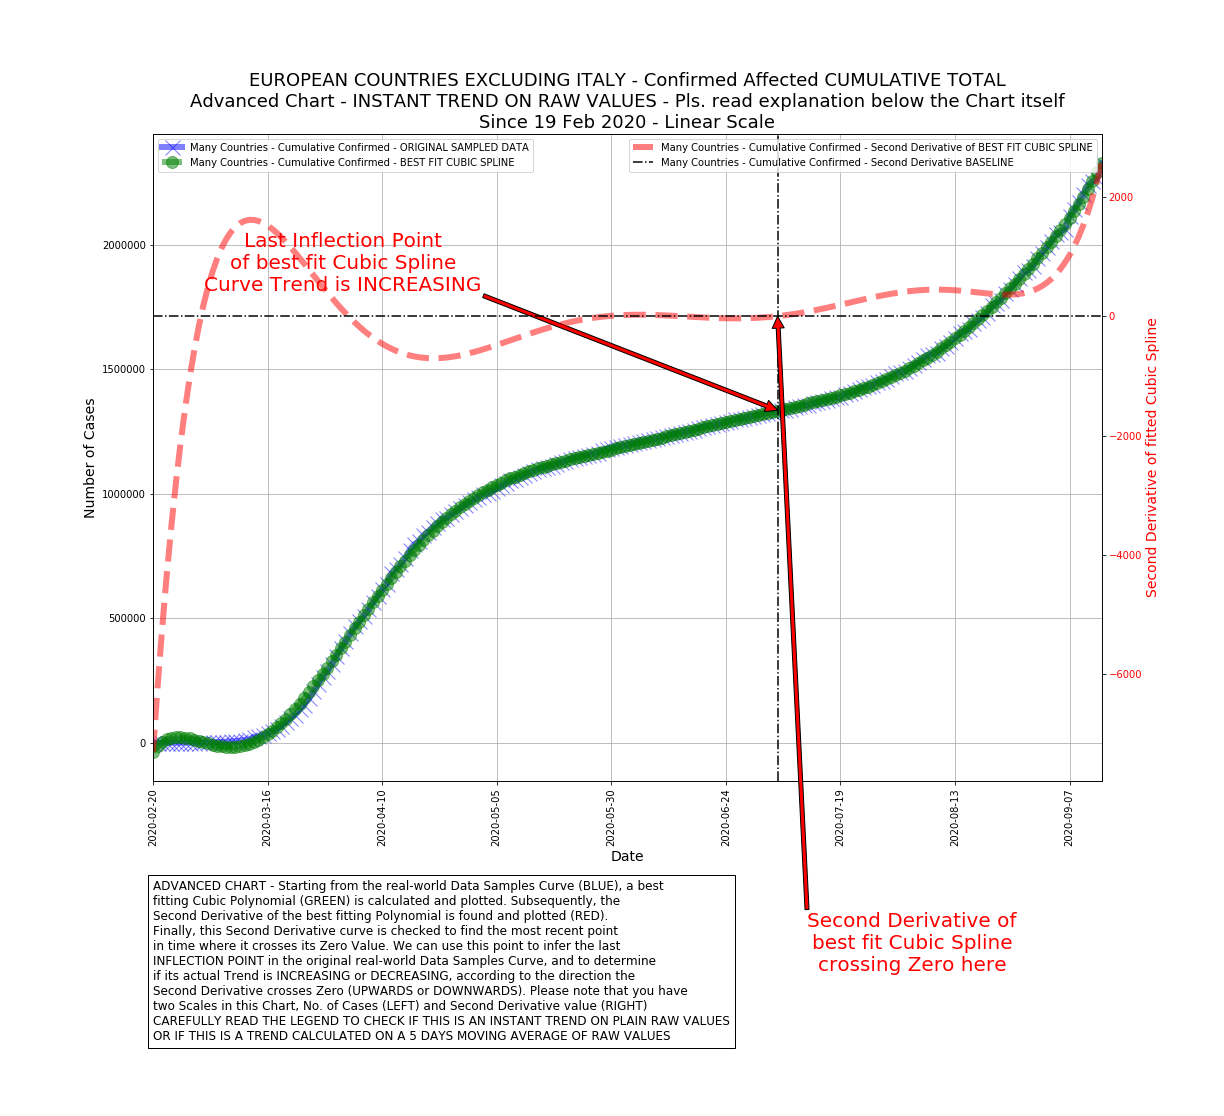 EUROPEAN COUNTRIES EXCLUDING ITALY - Confirmed Affected CUMULATIVE TOTAL
Advanced Chart - INSTANT TREND ON RAW VALUES - Pls. read explanation below the Chart itself
Since 19 Feb 2020 - Linear Scale
Many Countries - Cumulative Confirmed - ORIGINAL SAMPLED DATA
Many Countries - Cumulative Confirmed - BEST FIT CUBIC SPLINE
Many Countries - Cumulative Confirmed - Second Derivative of BEST FIT CUBIC SPLINE
Many Countries - Cumulative Confirmed - Second Derivative BASELINE
Last Inflection Point
of best fit Cubic Spline
Curve Trend is INCREASING
Number of Cases
2000000
1500000
1000000
500000
0
2000
0
−2000
−4000
−6000
Second Derivative of fitted Cubic Spline
2020-02-20
2020-03-16
2020-04-10
2020-05-05
2020-05-30
2020-06-24
2020-07-19
2020-08-13
2020-09-07
Date
ADVANCED CHART - Starting from the real-world Data Samples Curve (BLUE), a best
fitting Cubic Polynomial (GREEN) is calculated and plotted. Subsequently, the
Second Derivative of the best fitting Polynomial is found and plotted (RED).
Finally, this Second Derivative curve is checked to find the most recent point
in time where it crosses its Zero Value. We can use this point to infer the last
INFLECTION POINT in the original real-world Data Samples Curve, and to determine
if its actual Trend is INCREASING or DECREASING, according to the direction the
Second Derivative crosses Zero (UPWARDS or DOWNWARDS). Please note that you have
two Scales in this Chart, No. of Cases (LEFT) and Second Derivative value (RIGHT)
CAREFULLY READ THE LEGEND TO CHECK IF THIS IS AN INSTANT TREND ON PLAIN RAW VALUES
OR IF THIS IS A TREND CALCULATED ON A 5 DAYS MOVING AVERAGE OF RAW VALUES
Second Derivative of
best fit Cubic Spline
crossing Zero here